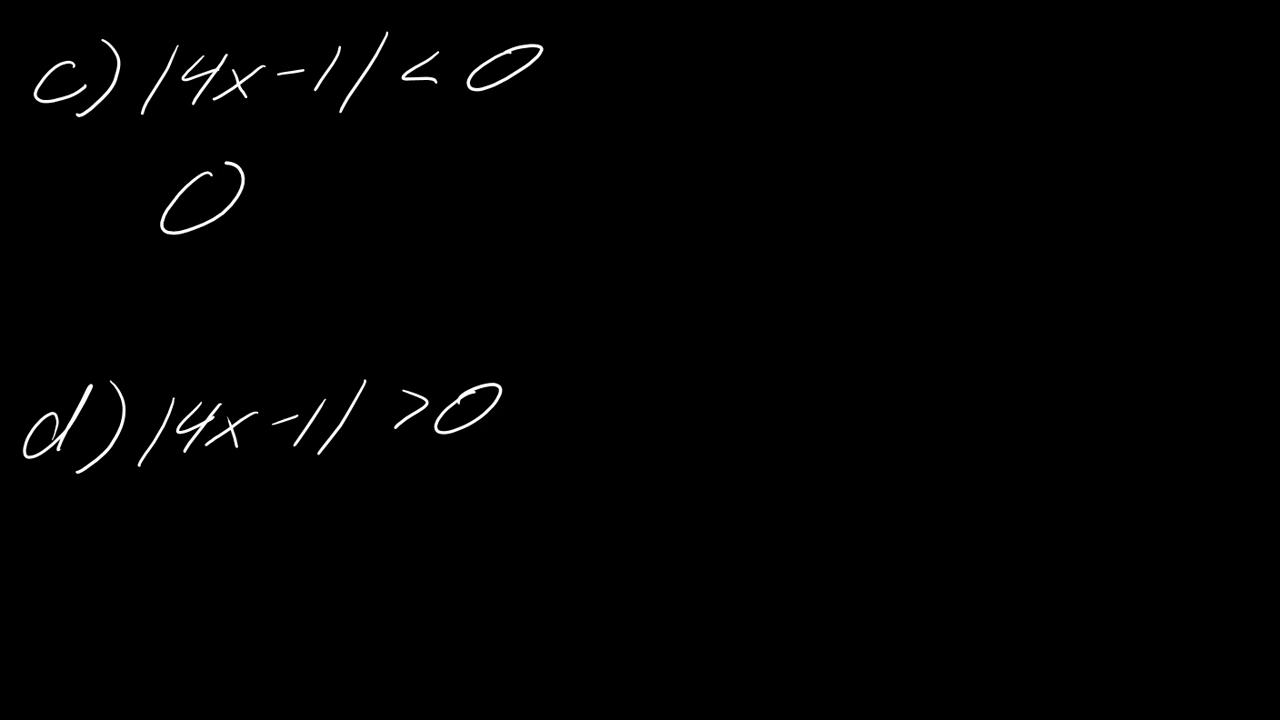 c) |4x-1| < 0
0
d) |4x-1| > 0